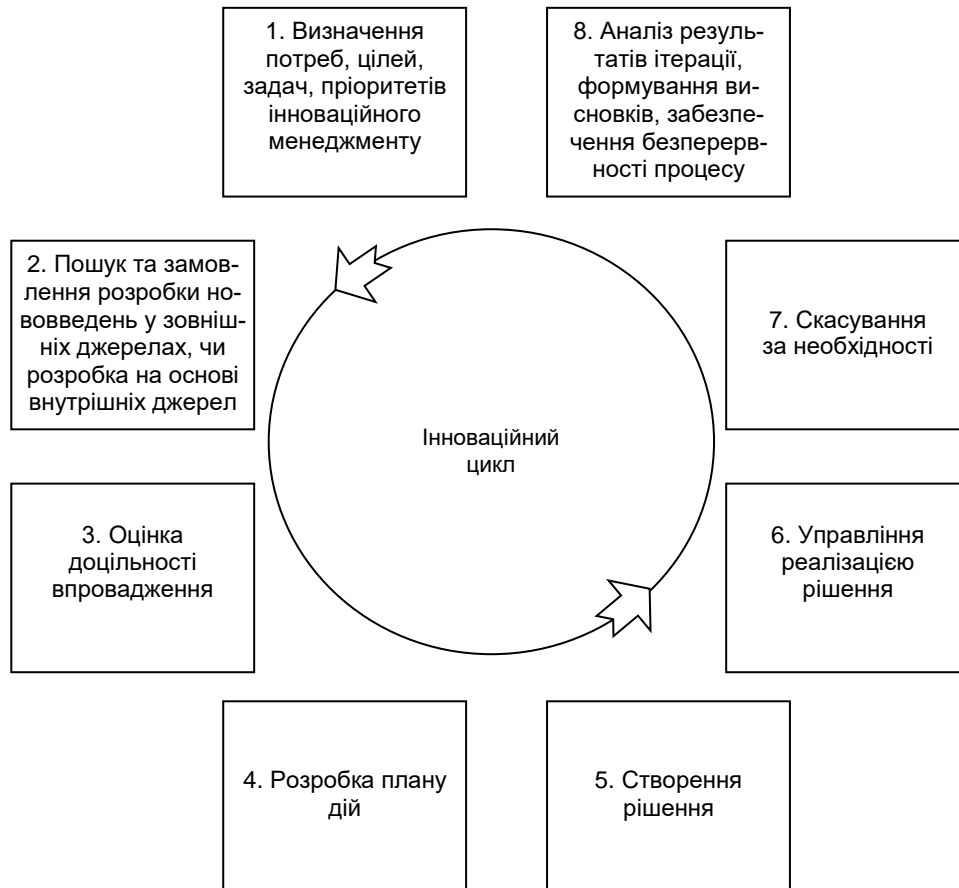 1. Визначення
потреб, цілей,
задач, пріоритетів
інноваційного
менеджменту
8. Аналіз резуль-
татів ітерації,
формування ви-
сновків, забезпе-
чення безперерв-
ності процесу
2. Пошук та замов-
лення розробки но-
вовведень у зовніш-
ніх джерелах, чи
розробка на основі
внутрішніх джерел
7. Скасування
за необхідності
Інноваційний
цикл
3. Оцінка
доцільності
впровадження
6. Управління
реалізацією
рішення
4. Розробка плану
дій
5. Створення
рішення